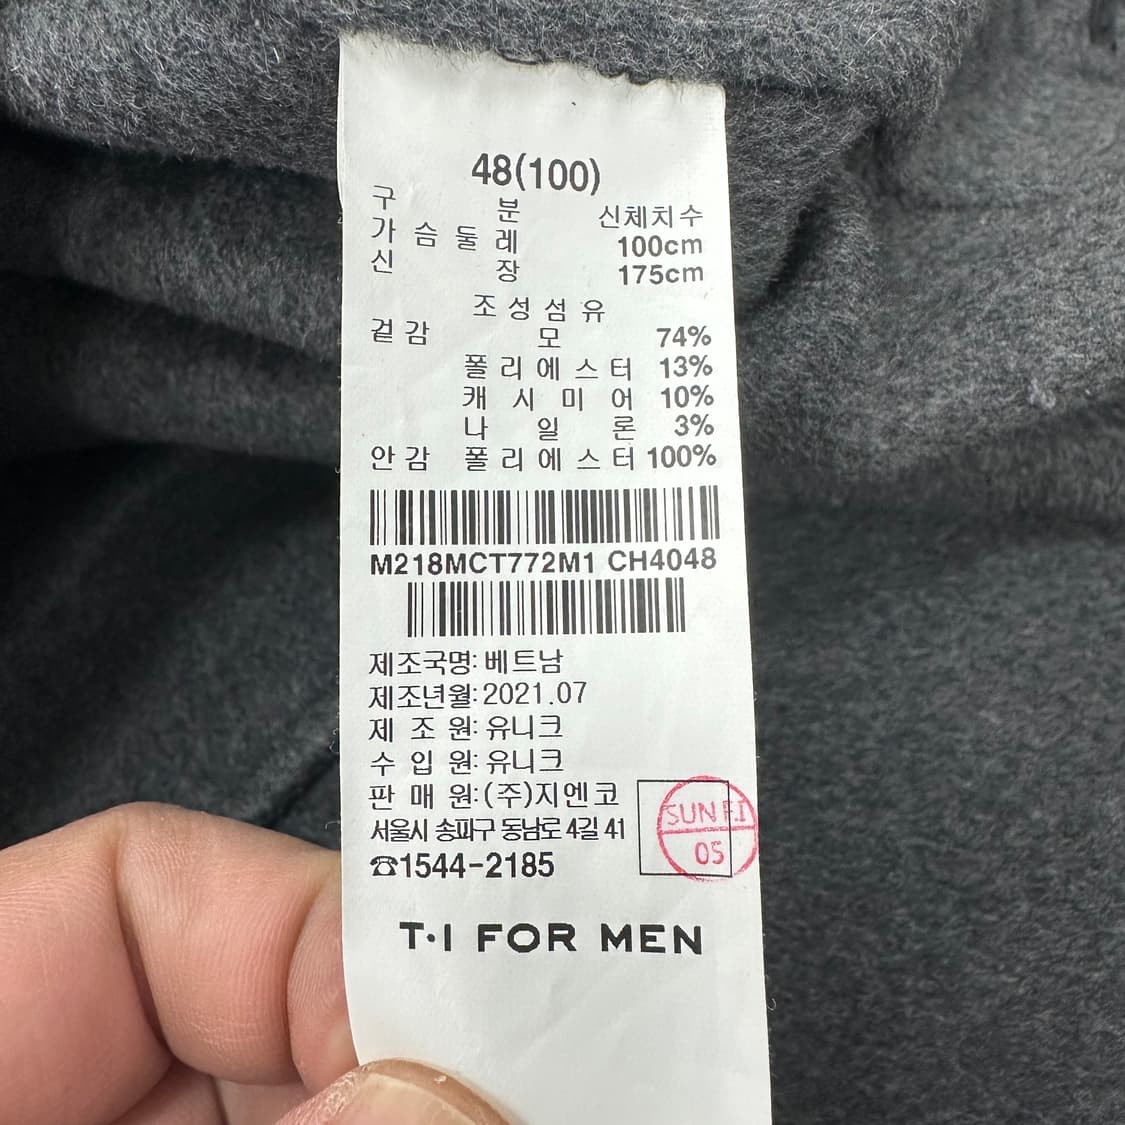 48(100)
구 분 신체치수
가슴둘레 100cm
신 장 175cm
조성섬유
겉감 모 74%
폴리에스터 13%
캐시미어 10%
나일론 3%
안감 폴리에스터 100%
M218MCT772M1 CH4048
제조국명: 베트남
제조년월: 2021.07
제 조 원: 유니크
수 입 원: 유니크
판 매 원: (주)지엔코
서울시 송파구 동남로 4길 41
☎1544-2185
SUN F.I
05
T·I FOR MEN